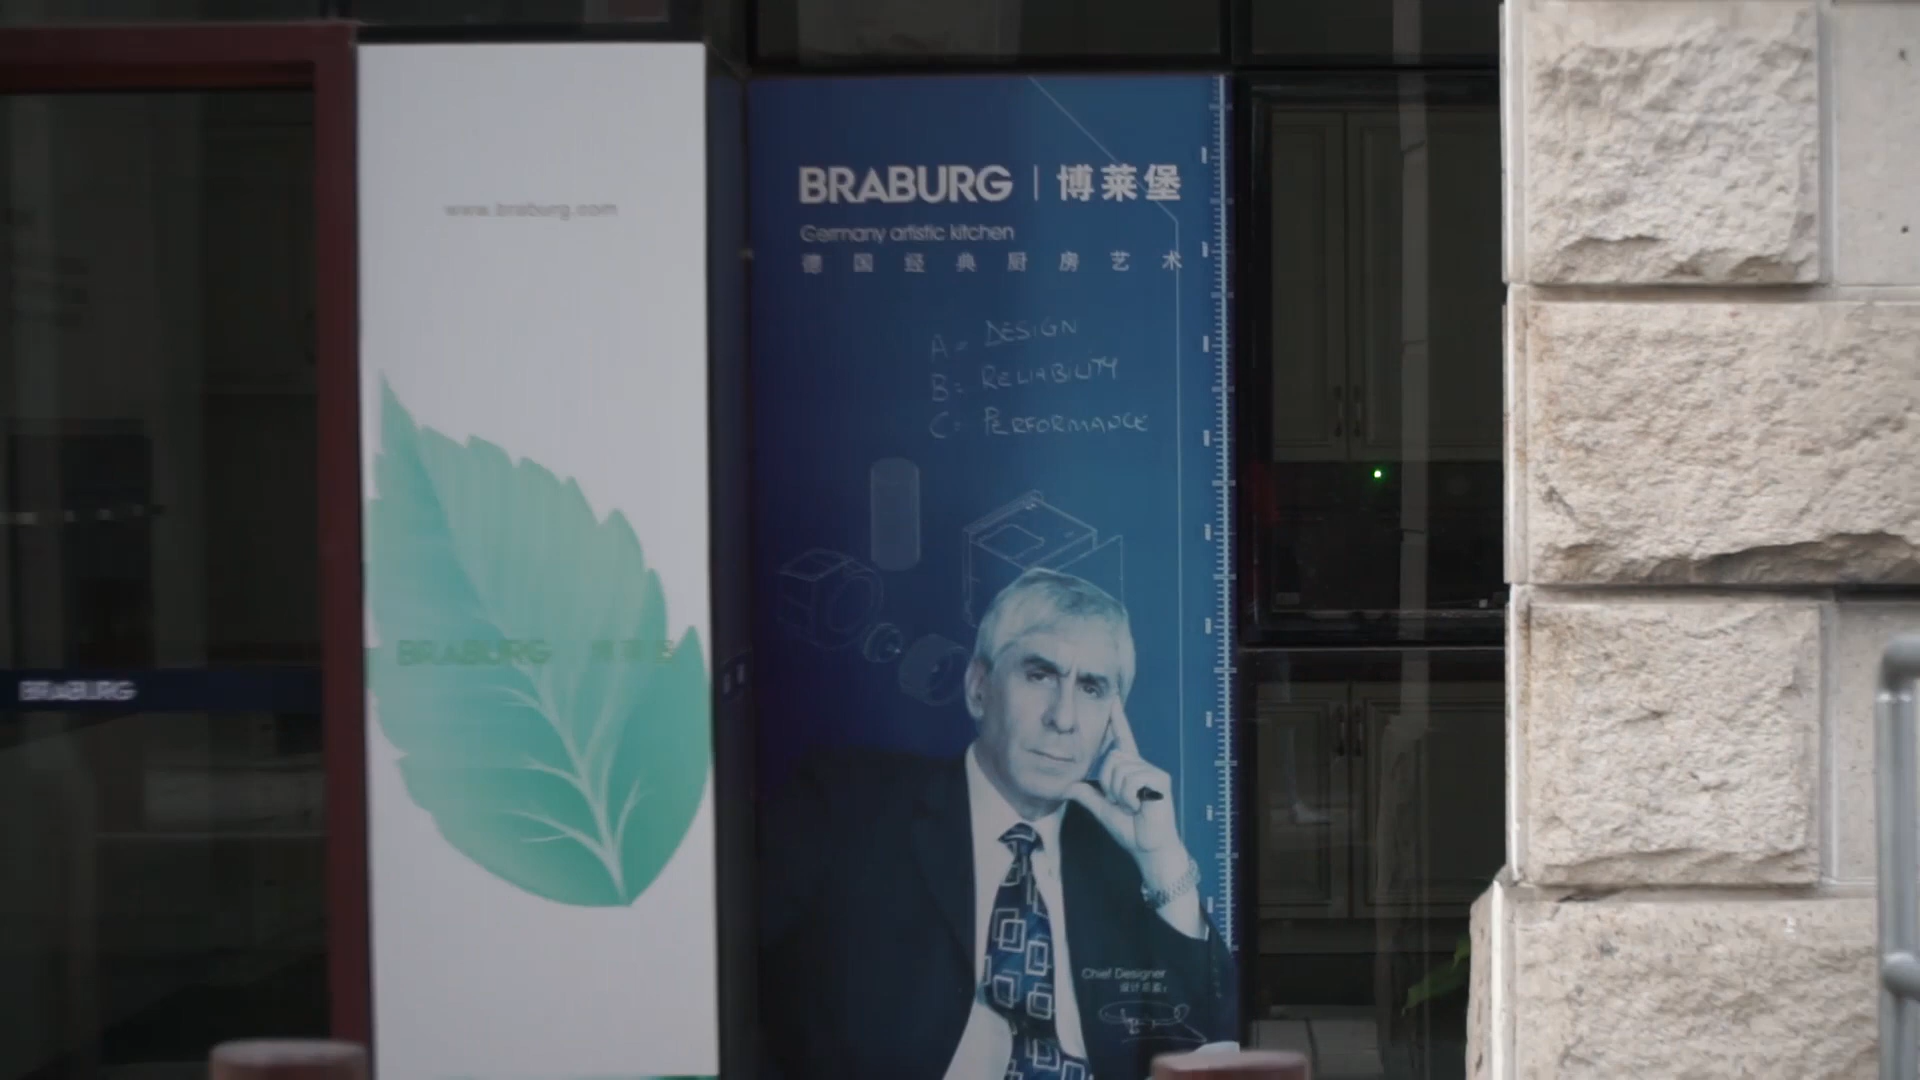 www.braburg.com
BRABURG
BRABURG
BRABURG | 博莱堡
Germany artistic kitchen
德国经典厨房艺术
A = DESIGN
B = RELIABILITY
C = PERFORMANCE
Chief Designer